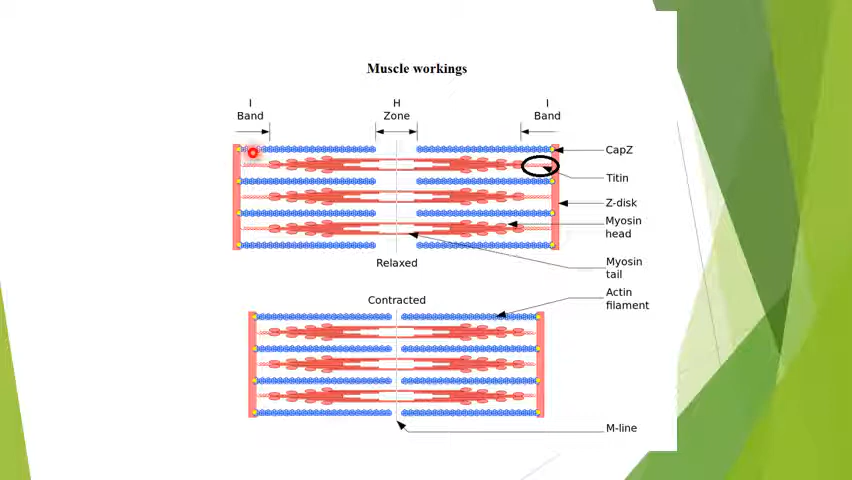 Muscle workings
I
Band
H
Zone
I
Band
CapZ
Titin
Z-disk
Myosin
head
Relaxed
Myosin
tail
Contracted
Actin
filament
M-line